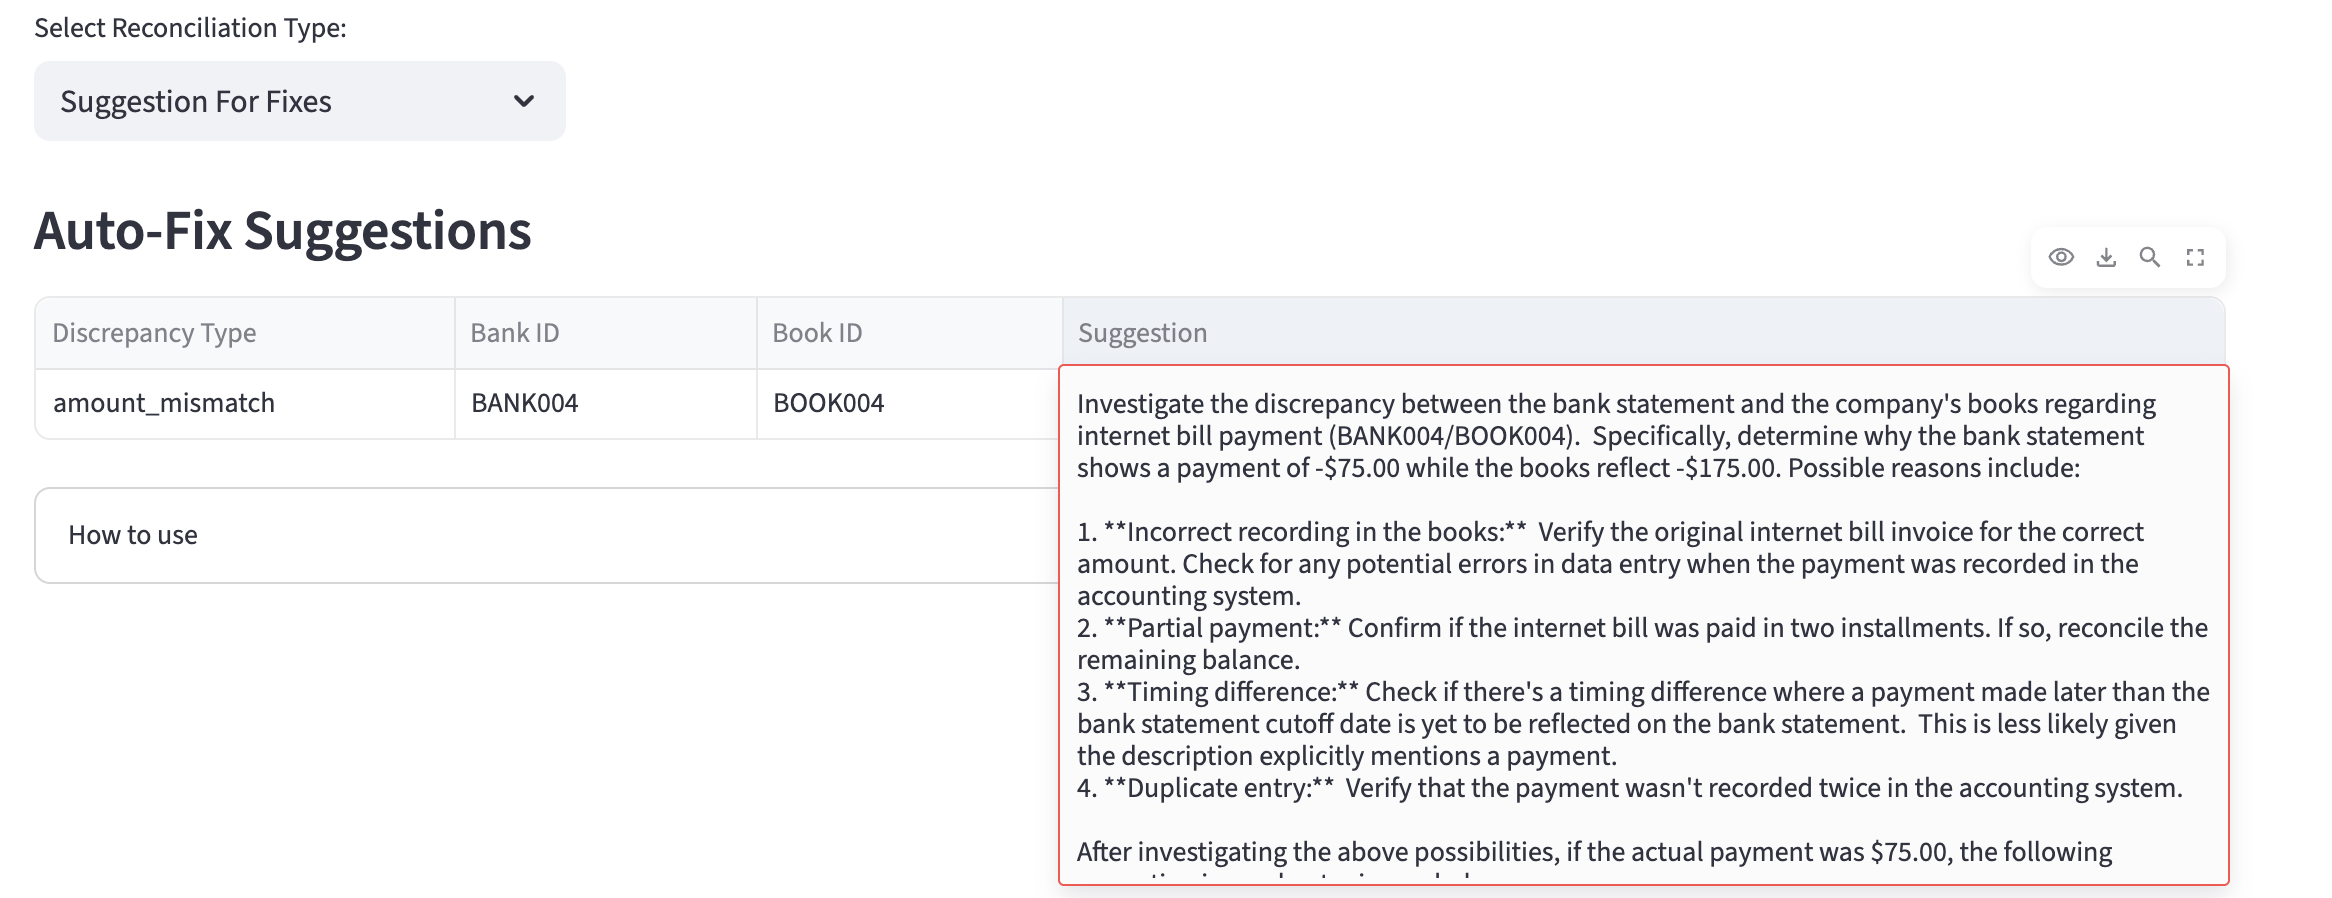 Select Reconciliation Type:
Suggestion For Fixes
Auto-Fix Suggestions
Discrepancy Type Bank ID Book ID Suggestion
amount_mismatch BANK004 BOOK004
Investigate the discrepancy between the bank statement and the company's books regarding
internet bill payment (BANK004/BOOK004).  Specifically, determine why the bank statement
shows a payment of -$75.00 while the books reflect -$175.00. Possible reasons include:
1. **Incorrect recording in the books:**  Verify the original internet bill invoice for the correct
amount. Check for any potential errors in data entry when the payment was recorded in the
accounting system.
2. **Partial payment:** Confirm if the internet bill was paid in two installments. If so, reconcile the
remaining balance.
3. **Timing difference:** Check if there's a timing difference where a payment made later than the
bank statement cutoff date is yet to be reflected on the bank statement.  This is less likely given
the description explicitly mentions a payment.
4. **Duplicate entry:**  Verify that the payment wasn't recorded twice in the accounting system.
After investigating the above possibilities, if the actual payment was $75.00, the following
How to use